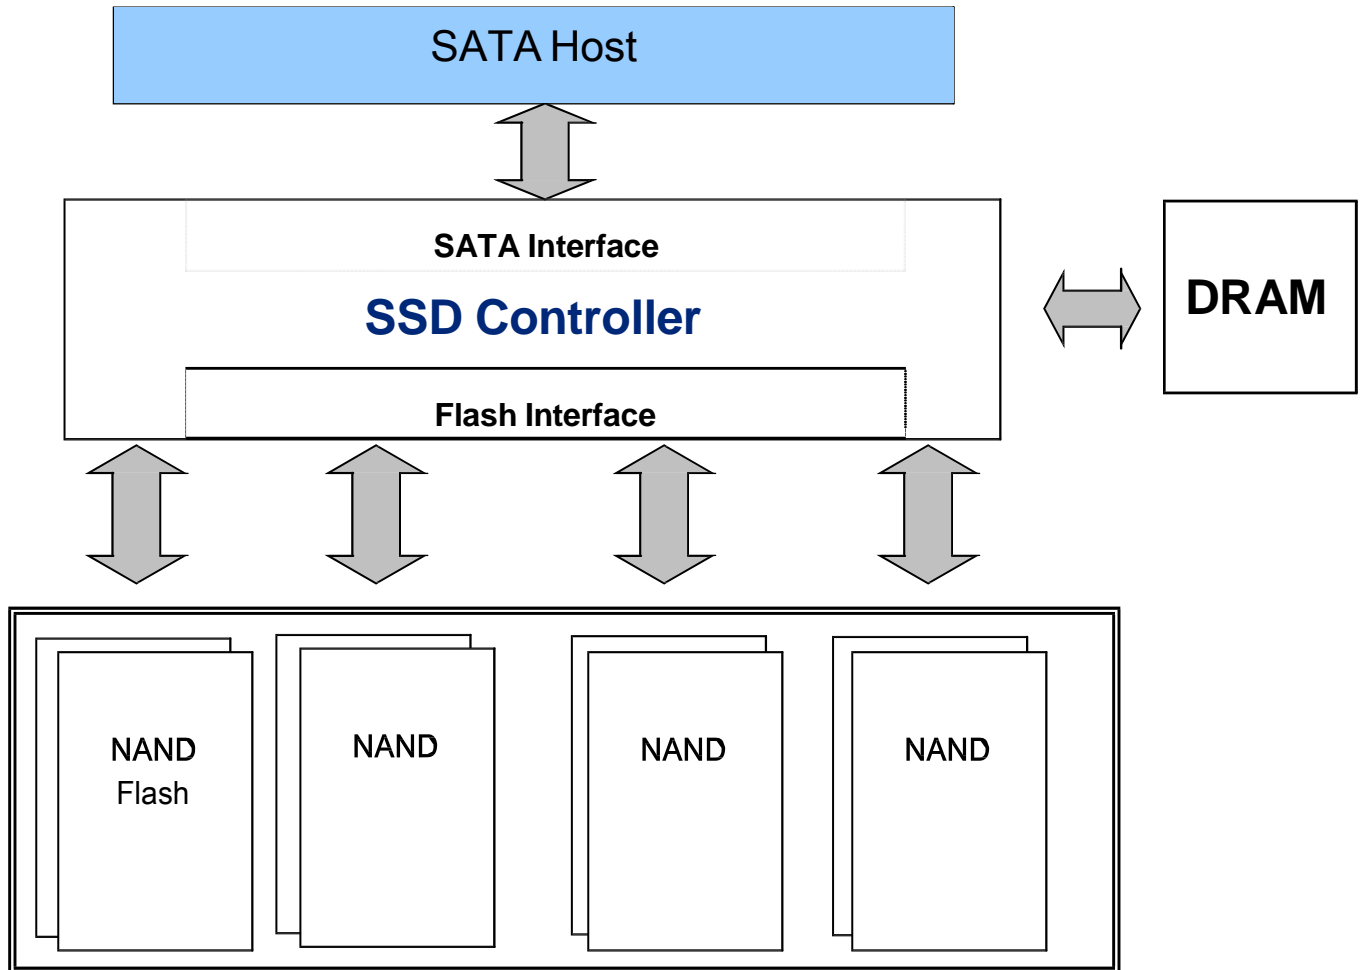 SATA Host
SATA Interface
SSD Controller
DRAM
Flash Interface
NAND
Flash
NAND
NAND
NAND